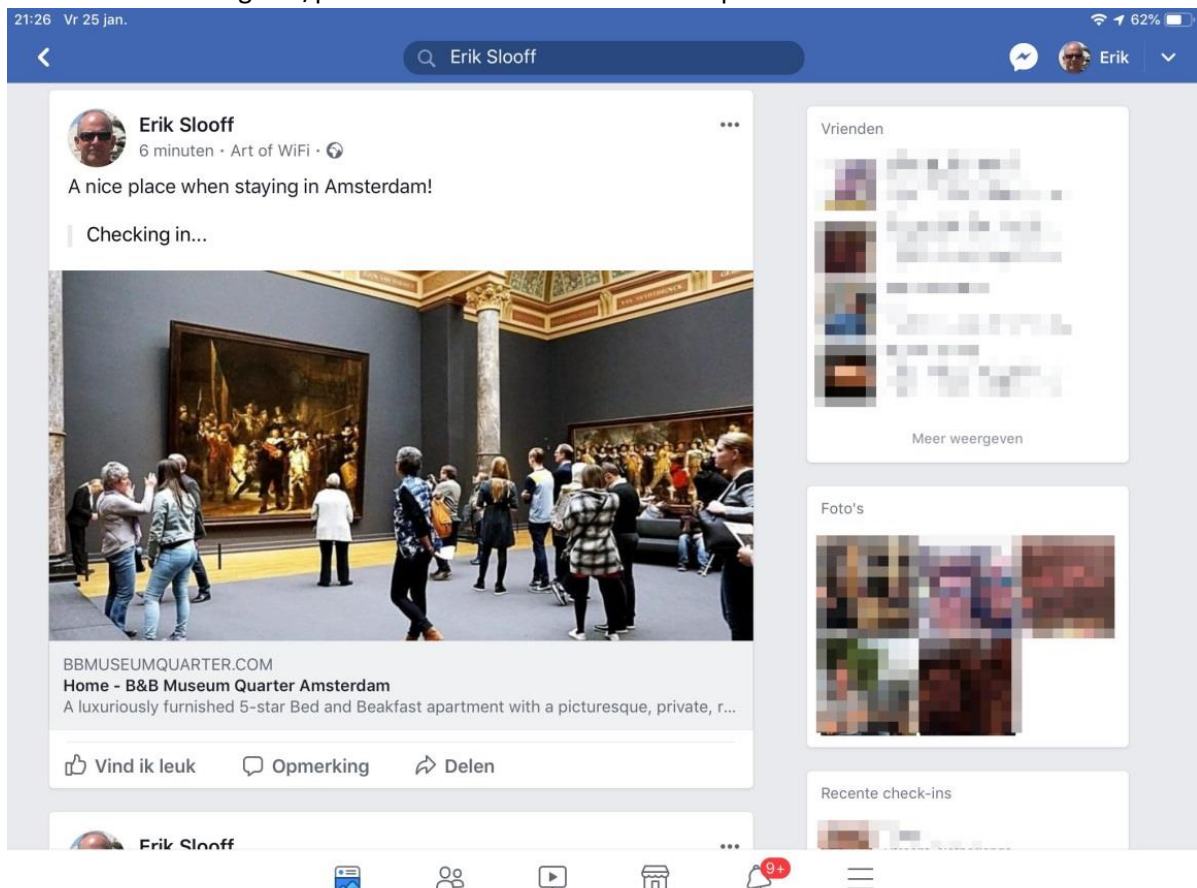 21:26 Vr 25 jan.
62%
Erik Slooff
Erik
Erik Slooff
6 minuten · Art of WiFi ·
A nice place when staying in Amsterdam!
Checking in...
BBMUSEUMQUARTER.COM
Home - B&B Museum Quarter Amsterdam
A luxuriously furnished 5-star Bed and Beakfast apartment with a picturesque, private, r...
Vind ik leuk
Opmerking
Delen
Erik Slooff
Vrienden
Meer weergeven
Foto's
Recente check-ins
9+